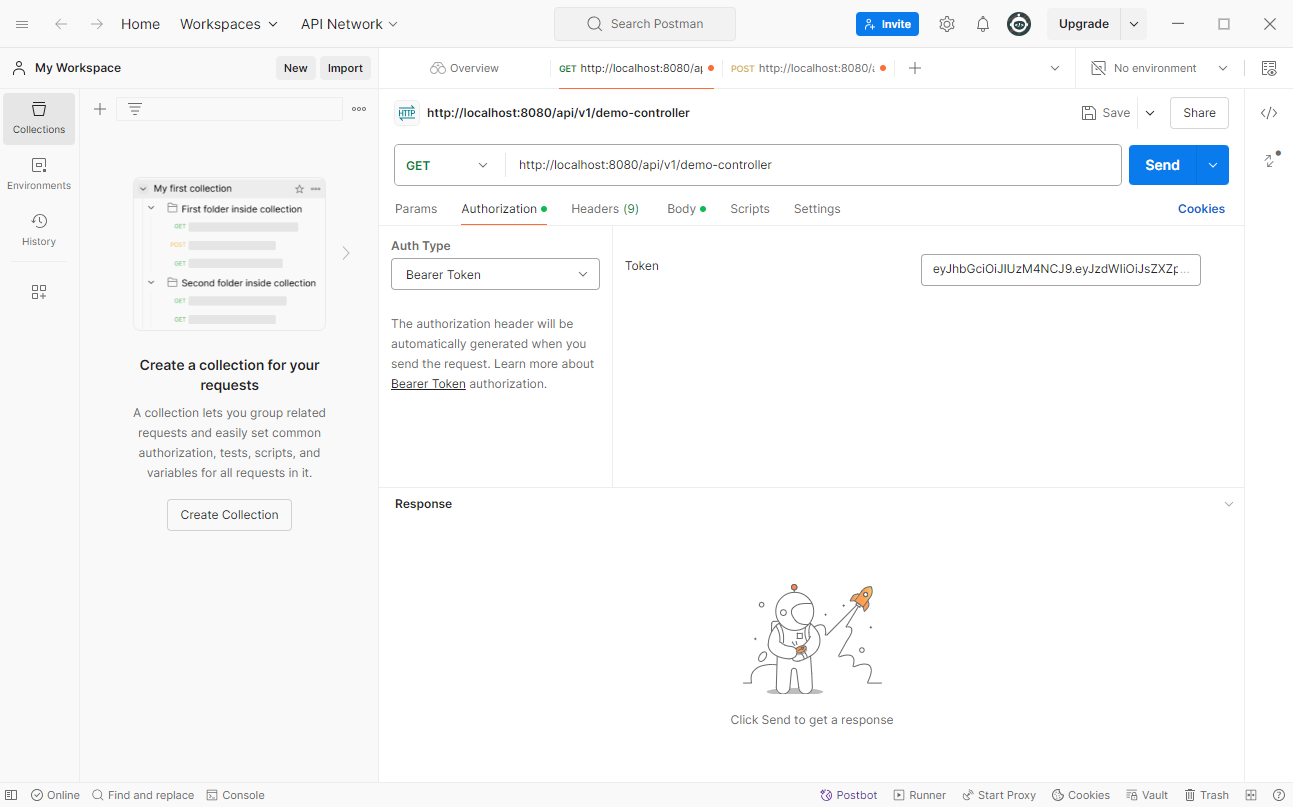 Home
Workspaces
API Network
Search Postman
Invite
Upgrade
My Workspace
New
Import
Overview
GET http://localhost:8080/ap
POST http://localhost:8080/a
No environment
Collections
Environments
History
My first collection
First folder inside collection
GET
POST
GET
Second folder inside collection
GET
GET
Create a collection for your
requests
A collection lets you group related
requests and easily set common
authorization, tests, scripts, and
variables for all requests in it.
Create Collection
HTTP
http://localhost:8080/api/v1/demo-controller
Save
Share
GET
http://localhost:8080/api/v1/demo-controller
Send
Params
Authorization
Headers (9)
Body
Scripts
Settings
Cookies
Auth Type
Bearer Token
The authorization header will be
automatically generated when you
send the request. Learn more about
Bearer Token authorization.
Token
eyJhbGciOiJIUzM4NCJ9.eyJzdWIiOiJsZXZp...
Response
Click Send to get a response
Online
Find and replace
Console
Postbot
Runner
Start Proxy
Cookies
Vault
Trash